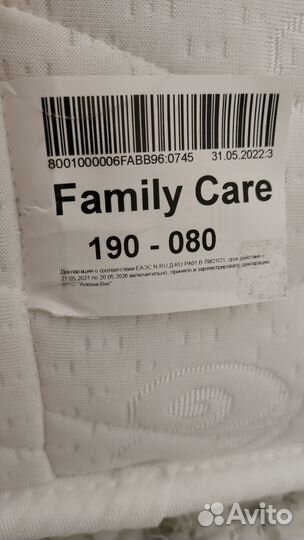 8001000006FABB96:0745 31.05.2022:3
Family Care
190 - 080
Декларация о соответствии ЕАЭС N RU Д-RU.РА01.В.79621/21, срок действия с
21.05.2021 по 20.05.2026 включительно, принято и зарегистрировано декларацию
"Аскона-Век"
Avito